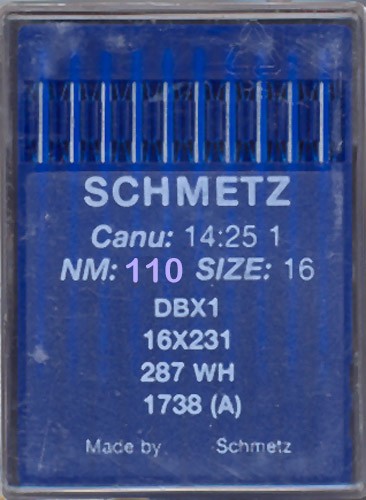 SCHMETZ
Canu: 14:25 1
NM: 110 SIZE: 16
DBX1
16X231
287 WH
1738 (A)
Made by Schmetz